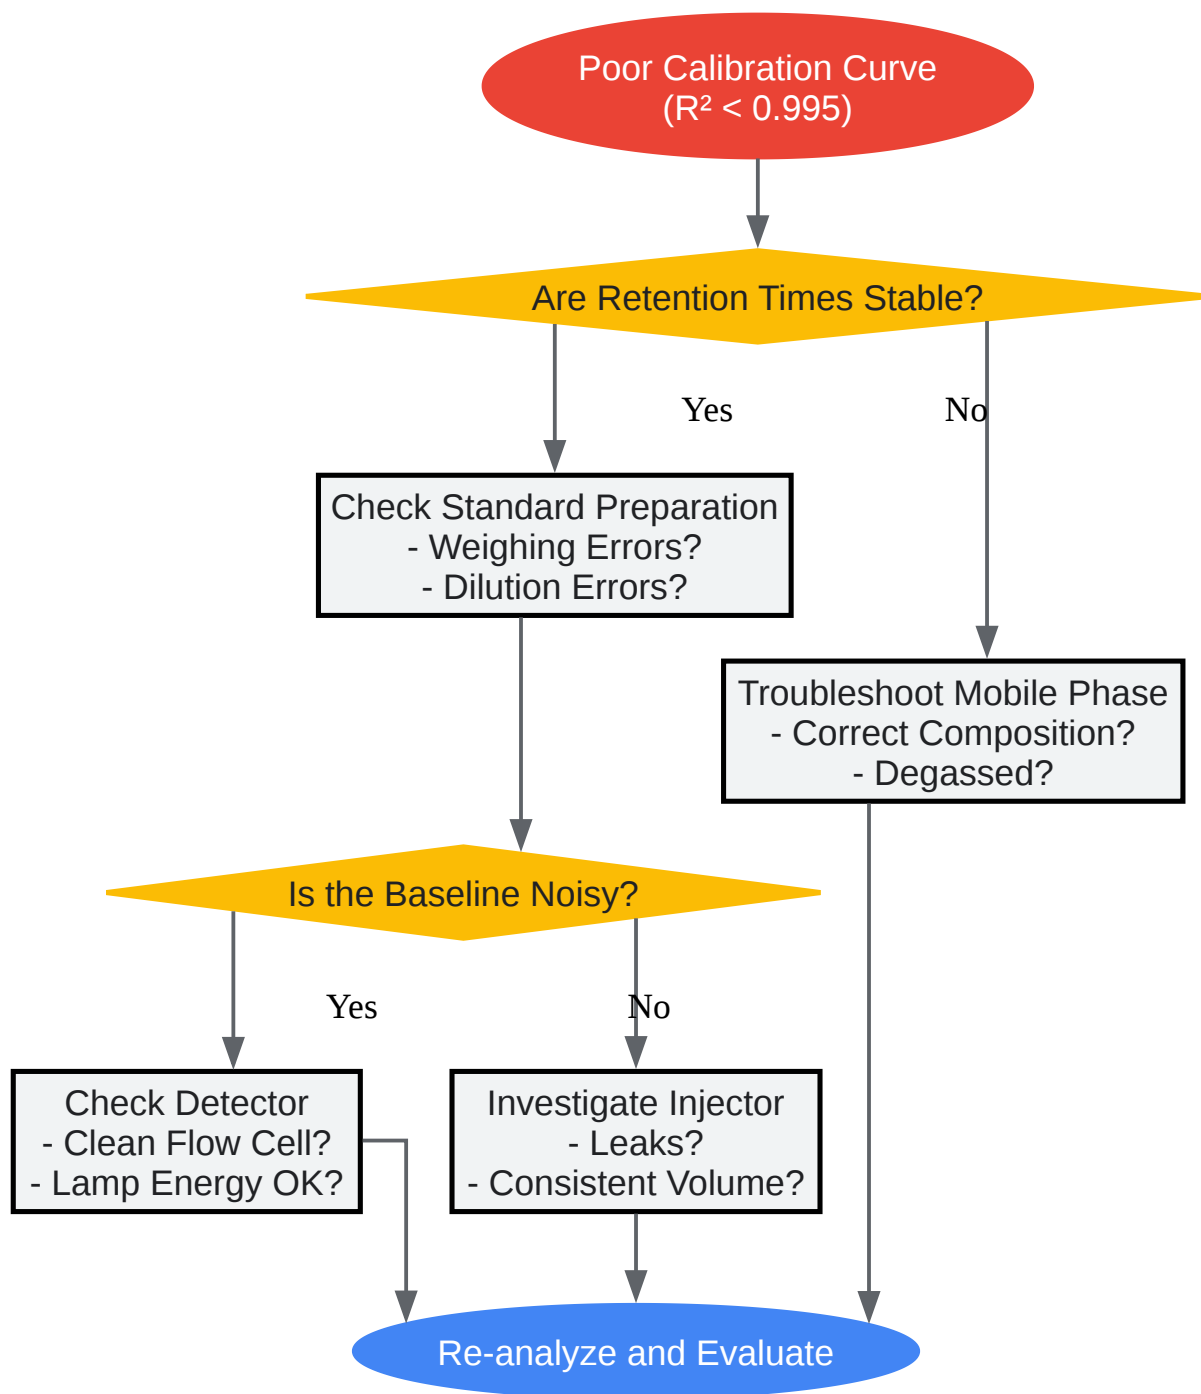 Poor Calibration Curve
(R² < 0.995)
Are Retention Times Stable?
Yes
No
Check Standard Preparation
- Weighing Errors?
- Dilution Errors?
Troubleshoot Mobile Phase
- Correct Composition?
- Degassed?
Is the Baseline Noisy?
Yes
No
Check Detector
- Clean Flow Cell?
- Lamp Energy OK?
Investigate Injector
- Leaks?
- Consistent Volume?
Re-analyze and Evaluate